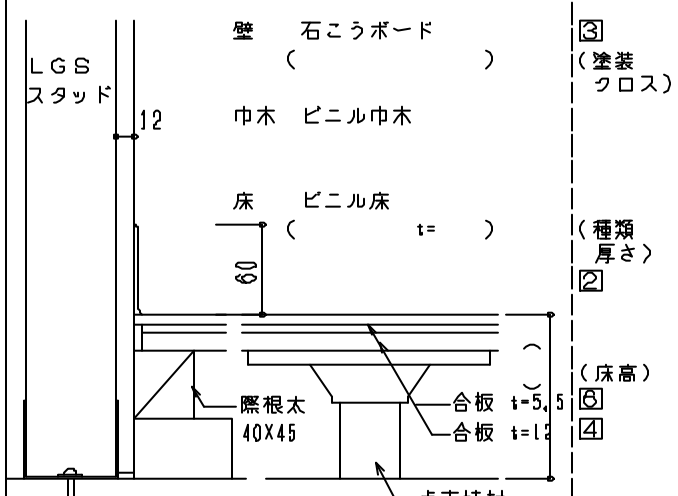 壁 石こうボード
( )
③
(塗装
クロス)
LGS
スタッド
12
巾木 ビニル巾木
床 ビニル床
( t= )
(種類
厚さ)
②
60
( )
(床高)
際根太
40X45
合板 t=5.5
⑥
合板 t=12
④